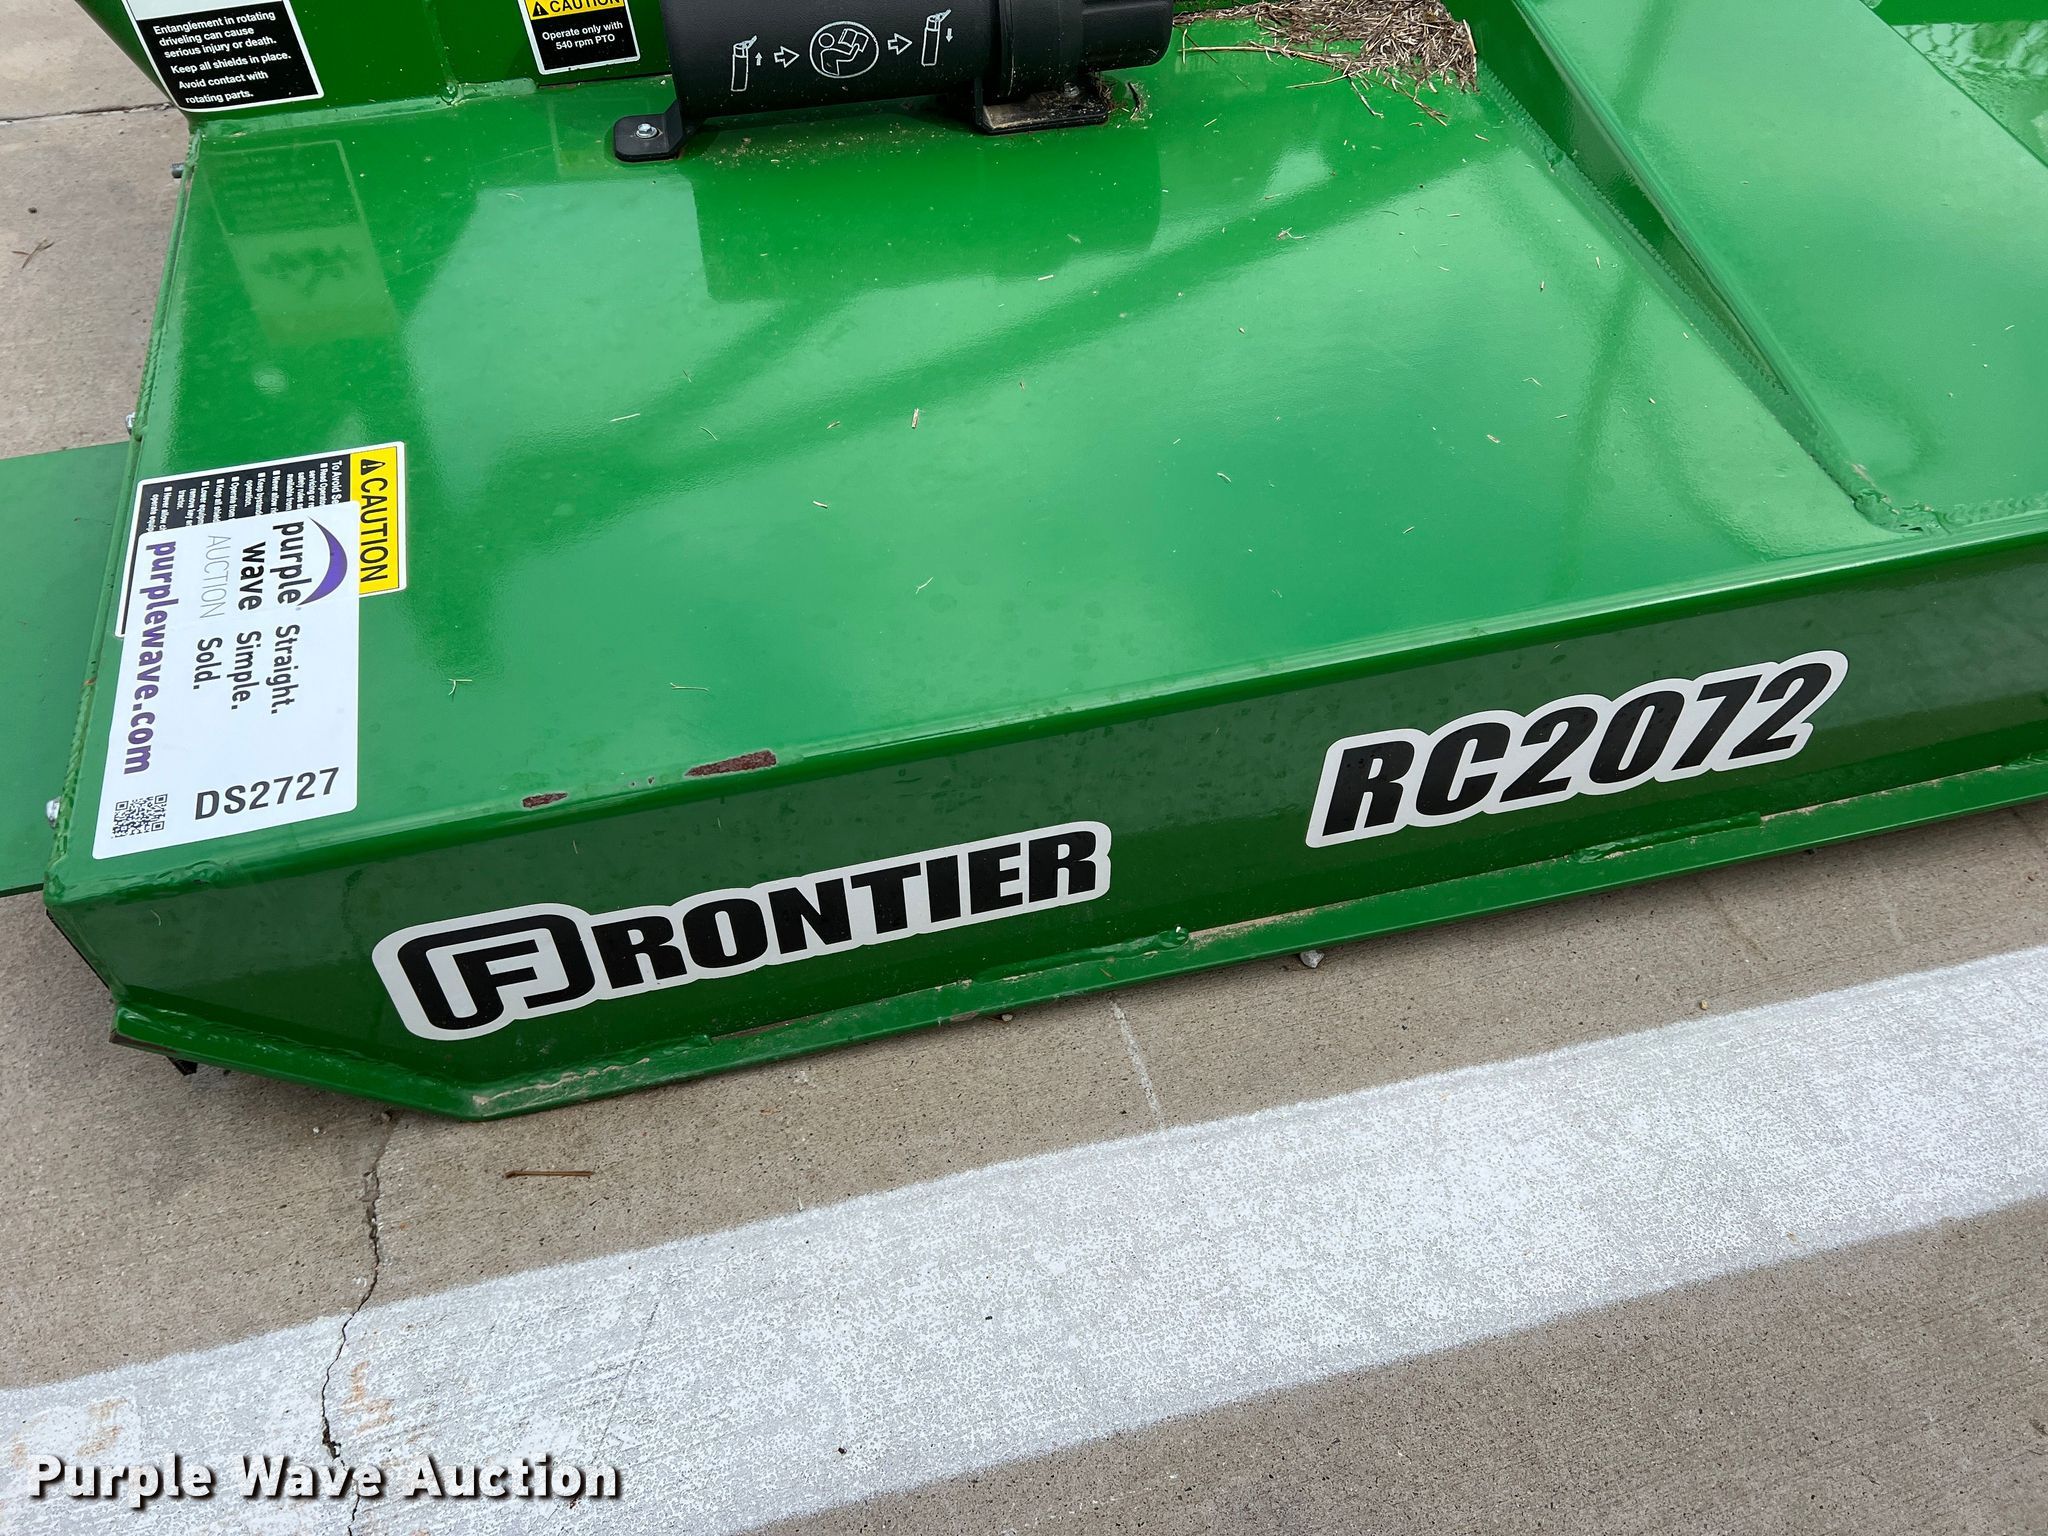 Entanglement in rotating
driveling can cause
serious injury or death.
Keep all shields in place.
Avoid contact with
rotating parts.
CAUTION
Operate only with
540 rpm PTO
CAUTION
To Avoid
purple
wave
AUCTION
Straight.
Simple.
Sold.
purplewave.com
DS2727
FRONTIER
RC2072
Purple Wave Auction